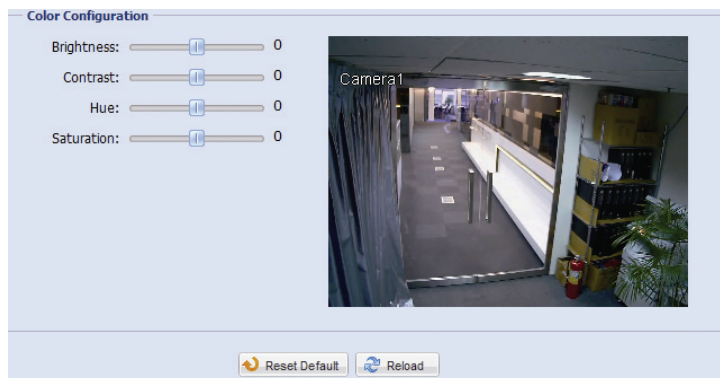 Color Configuration
Brightness: 0
Contrast: 0
Hue: 0
Saturation: 0
Camera1
Reset Default
Reload